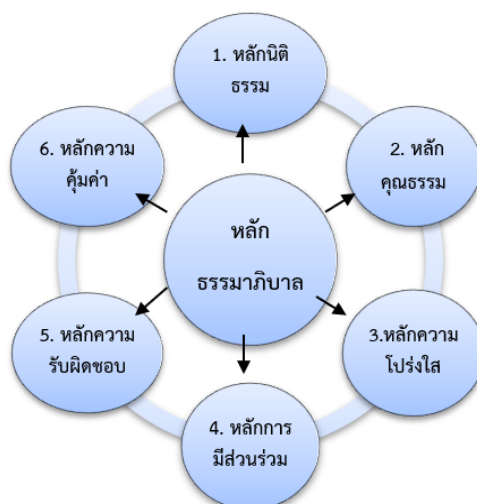 หลัก
ธรรมาภิบาล
1. หลักนิติ
ธรรม
2. หลัก
คุณธรรม
3.หลักความ
โปร่งใส
4. หลักการ
มีส่วนร่วม
5. หลักความ
รับผิดชอบ
6. หลักความ
คุ้มค่า